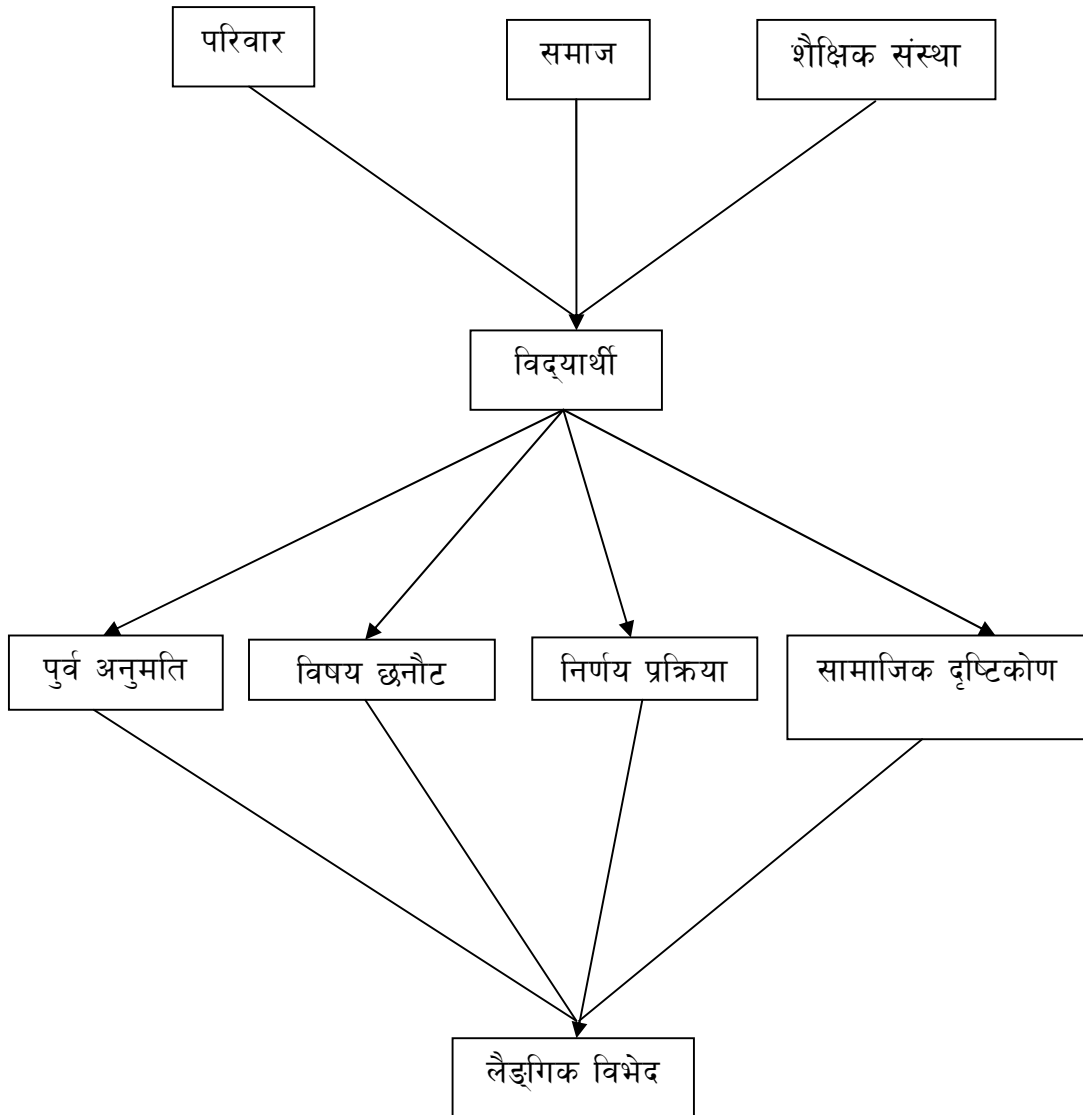 परिवार
समाज
शैक्षिक संस्था
विद्‌यार्थी
पुर्व अनुमति
विषय छनौट
निर्णय प्रक्रिया
सामाजिक दृष्टिकोण
लैङ्‌गिक विभेद